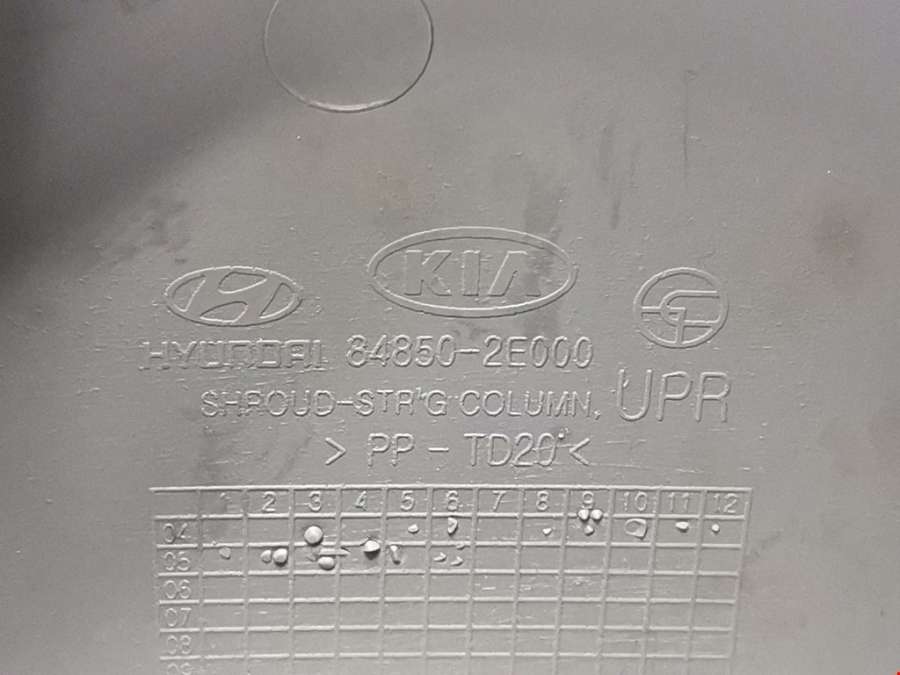 KIA
HYUNDAI 84850-2E000
SHROUD-STR'G COLUMN, UPR
> PP - TD20 <
1 2 3 4 5 6 7 8 9 10 11 12
04
05
06
07
08